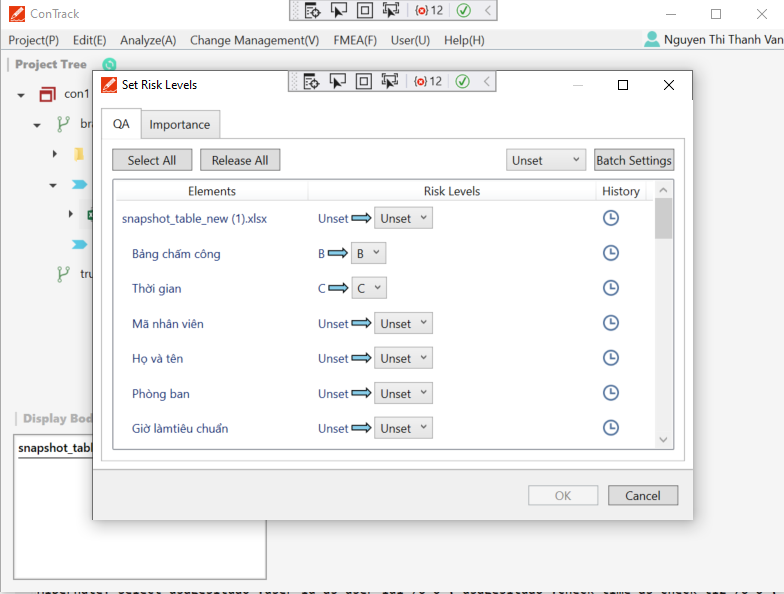 ConTrack
12
Project(P) Edit(E) Analyze(A) Change Management(V) FMEA(F) User(U) Help(H) Nguyen Thi Thanh Van
Project Tree
con1
bra
tru
Display Bod
snapshot_tabl
Set Risk Levels
12
QA Importance
Select All Release All Unset Batch Settings
Elements Risk Levels History
snapshot_table_new (1).xlsx Unset Unset
Bảng chấm công B B
Thời gian C C
Mã nhân viên Unset Unset
Họ và tên Unset Unset
Phòng ban Unset Unset
Giờ làmtiêu chuẩn Unset Unset
OK Cancel